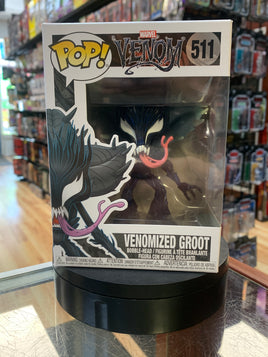 POP!
MARVEL
VENOM
511
VENOMIZED GROOT
BOBBLE-HEAD / FIGURINE À TÊTE BRANLANTE
FIGURA CON CABEZA OSCILANTE